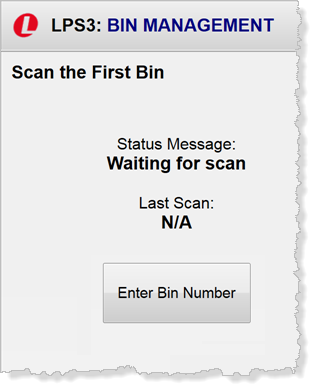 L LPS3: BIN MANAGEMENT
Scan the First Bin
Status Message:
Waiting for scan
Last Scan:
N/A
Enter Bin Number